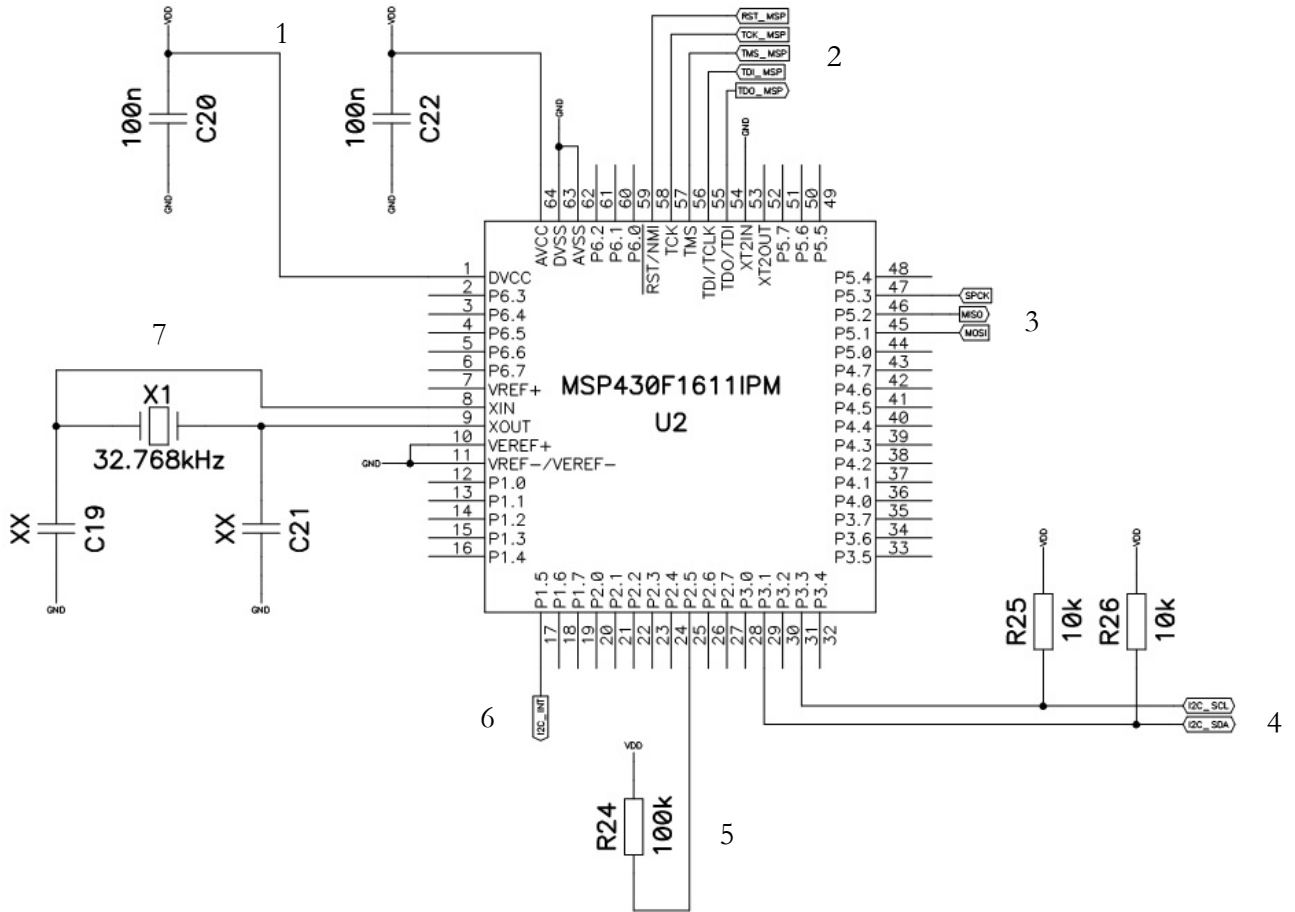 VDD
1
VDD
RST_MSP
TCK_MSP
2
TMS_MSP
TDI_MSP
TDO_MSP
100n
C20
100n
C22
GND
GND
GND
GND
64
63
62
61
60
59
58
57
56
55
54
53
52
51
50
49
AVCC
DVSS
AVSS
P6.2
P6.1
P6.0
RST/NMI
TCK
TMS
TDI/TCLK
TDO/TDI
XT2IN
XT2OUT
P5.7
P5.6
P5.5
1 DVCC
2 P6.3
3 P6.4
4 P6.5
5 P6.6
6 P6.7
7 VREF+
8 XIN
9 XOUT
10 VEREF+
11 VREF-/VEREF-
12 P1.0
13 P1.1
14 P1.2
15 P1.3
16 P1.4
MSP430F1611IPM
U2
P5.4 48
P5.3 47 SPCK
P5.2 46 MISO
3
P5.1 45 MOSI
P5.0 44
P4.7 43
P4.6 42
P4.5 41
P4.4 40
P4.3 39
P4.2 38
P4.1 37
P4.0 36
P3.7 35
P3.6 34
P3.5 33
7
X1
32.768kHz
GND
XX
C19
XX
C21
GND
GND
P1.5
P1.6
P1.7
P2.0
P2.1
P2.2
P2.3
P2.4
P2.5
P2.6
P2.7
P3.0
P3.1
P3.2
P3.3
P3.4
17
18
19
20
21
22
23
24
25
26
27
28
29
30
31
32
VDD
VDD
R25
10k
R26
10k
6
I2C_INT
I2C_SCL
I2C_SDA
4
VDD
R24
100k
5